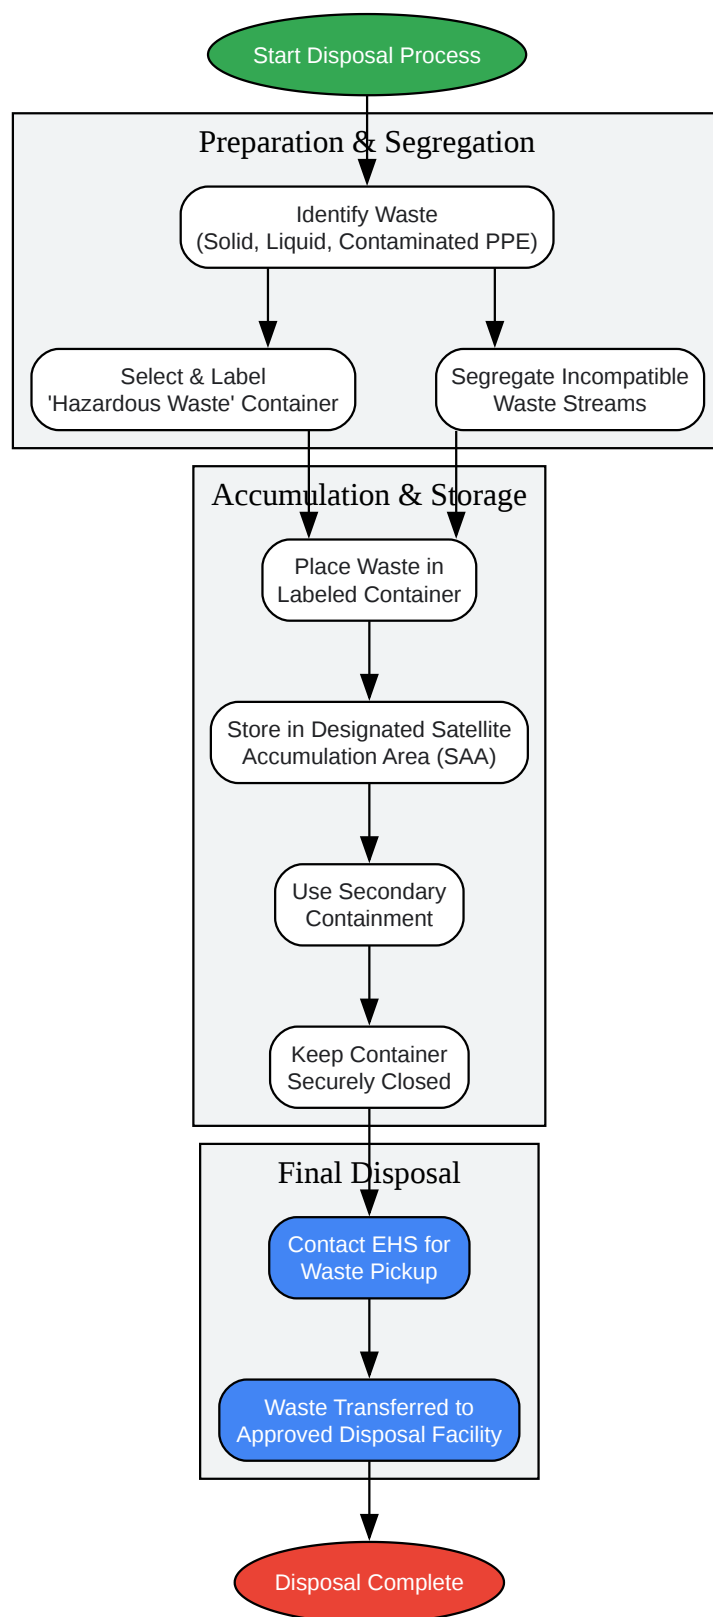 Start Disposal Process
Preparation & Segregation
Identify Waste
(Solid, Liquid, Contaminated PPE)
Select & Label
'Hazardous Waste' Container
Segregate Incompatible
Waste Streams
Accumulation & Storage
Place Waste in
Labeled Container
Store in Designated Satellite
Accumulation Area (SAA)
Use Secondary
Containment
Keep Container
Securely Closed
Final Disposal
Contact EHS for
Waste Pickup
Waste Transferred to
Approved Disposal Facility
Disposal Complete